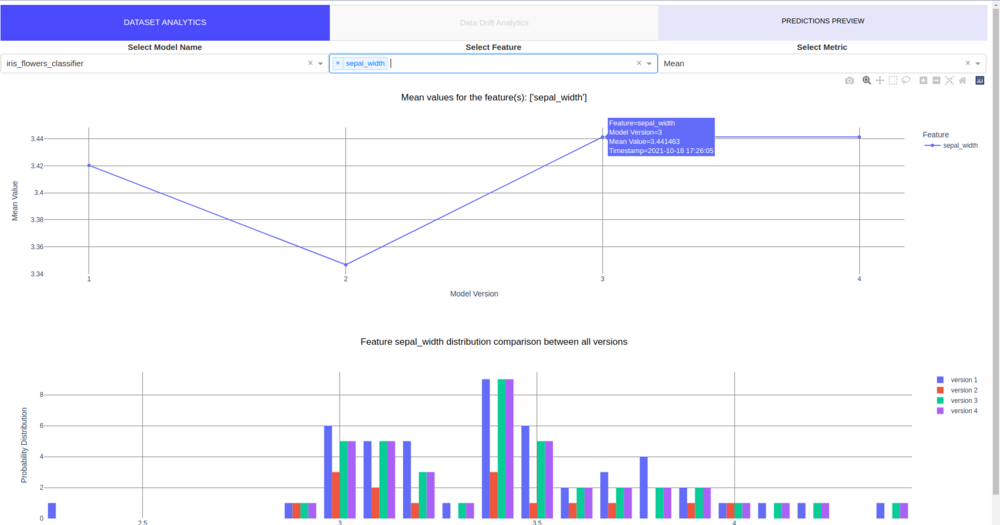 DATASET ANALYTICS
Data Drift Analytics
PREDICTIONS PREVIEW
Select Model Name
Select Feature
Select Metric
iris_flowers_classifier
× sepal_width
Mean
Mean values for the feature(s): ['sepal_width']
Feature=sepal_width
Model Version=3
Mean Value=3.441463
Timestamp=2021-10-18 17:26:05
Feature
sepal_width
3.44
3.42
3.4
3.38
3.36
3.34
Mean Value
1
2
3
4
Model Version
Feature sepal_width distribution comparison between all versions
version 1
version 2
version 3
version 4
8
6
4
2
0
Probability Distribution
2.5
3
3.5
4